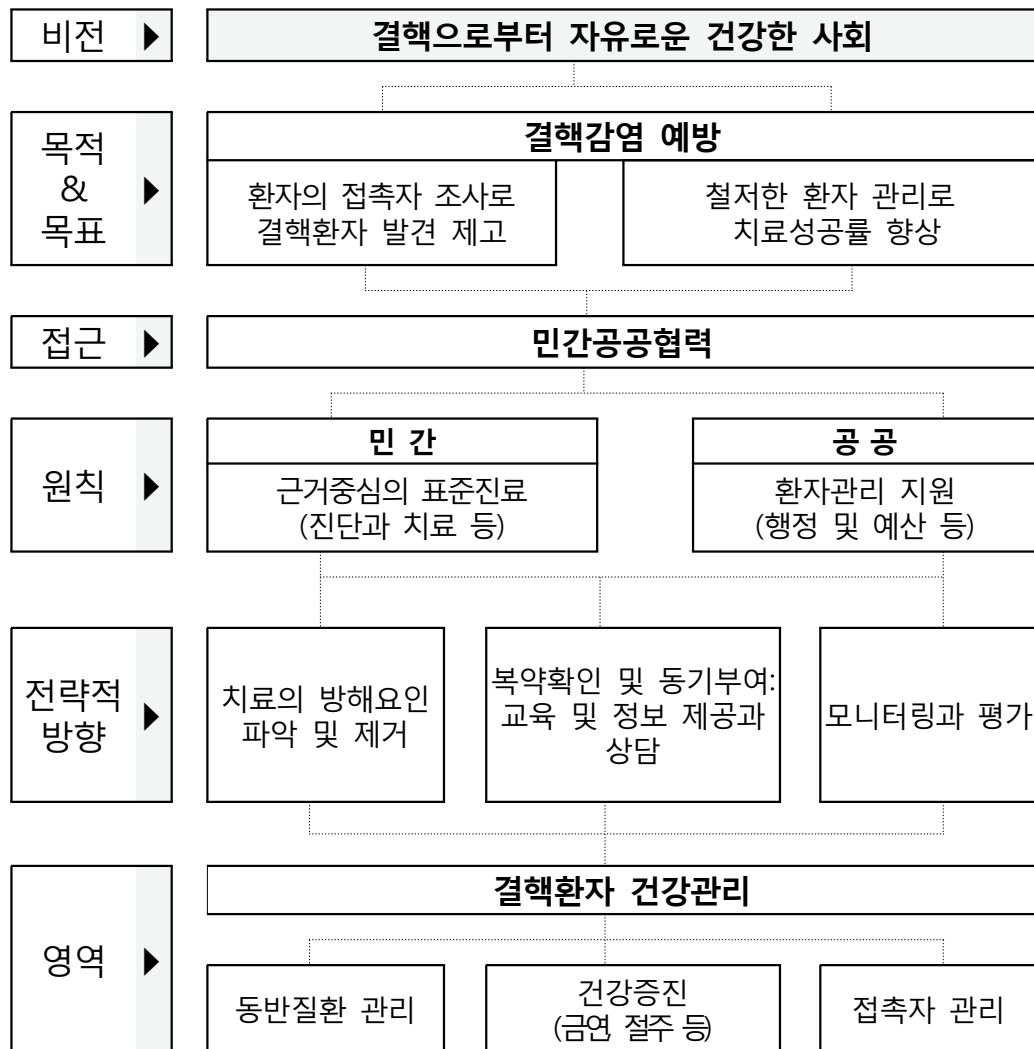 비전 ▶ 결핵으로부터 자유로운 건강한 사회
목적
&
목표 ▶
결핵감염 예방
환자의 접촉자 조사로
결핵환자 발견 제고
철저한 환자 관리로
치료성공률 향상
접근 ▶ 민간공공협력
원칙 ▶
민 간
근거중심의 표준진료
(진단과 치료 등)
공 공
환자관리 지원
(행정 및 예산 등)
전략적
방향 ▶
치료의 방해요인
파악 및 제거
복약확인 및 동기부여:
교육 및 정보 제공과
상담
모니터링과 평가
영역 ▶
결핵환자 건강관리
동반질환 관리
건강증진
(금연, 절주 등)
접촉자 관리